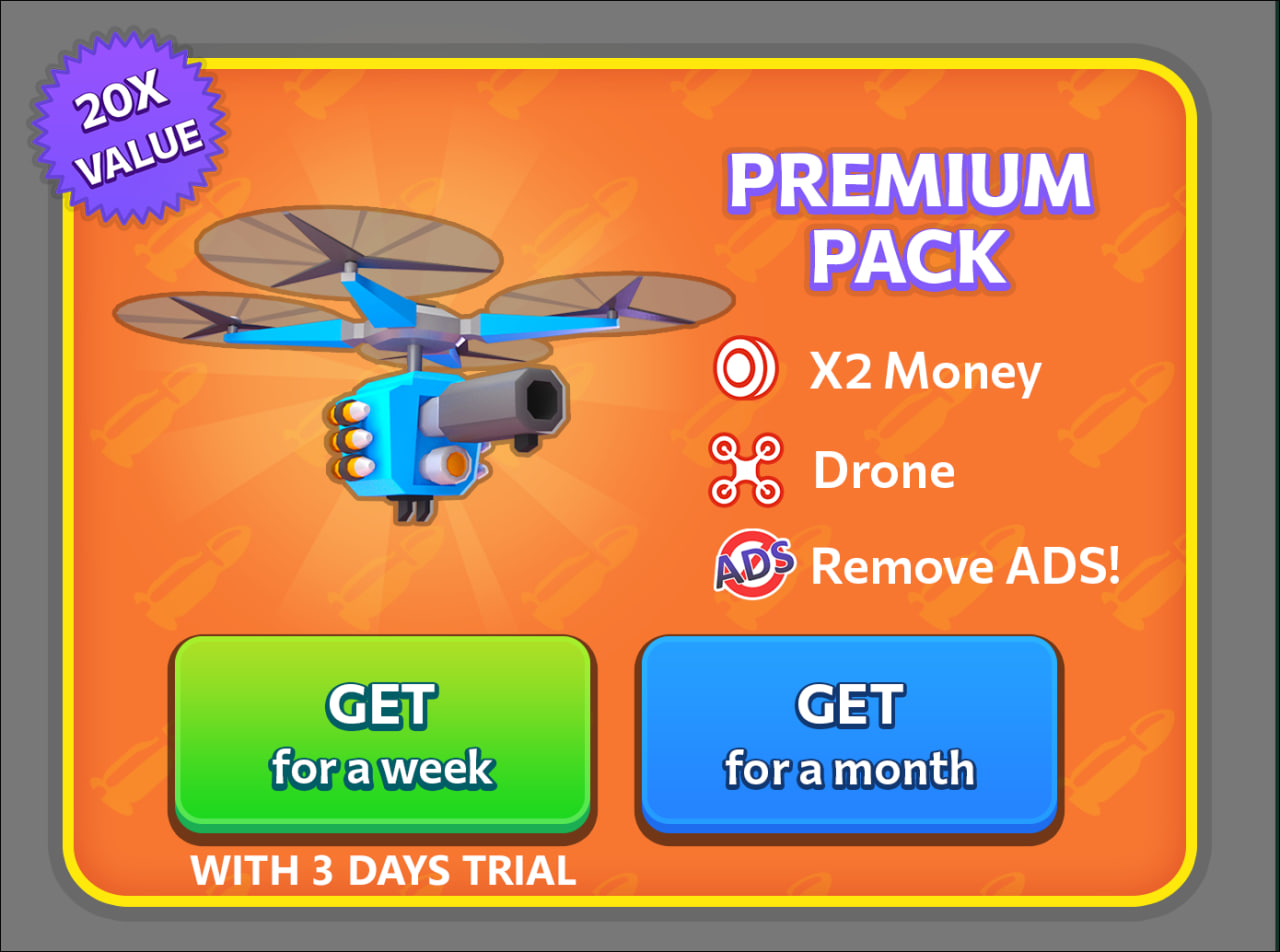 20X
VALUE
PREMIUM
PACK
X2 Money
Drone
ADS Remove ADS!
GET
for a week
GET
for a month
WITH 3 DAYS TRIAL